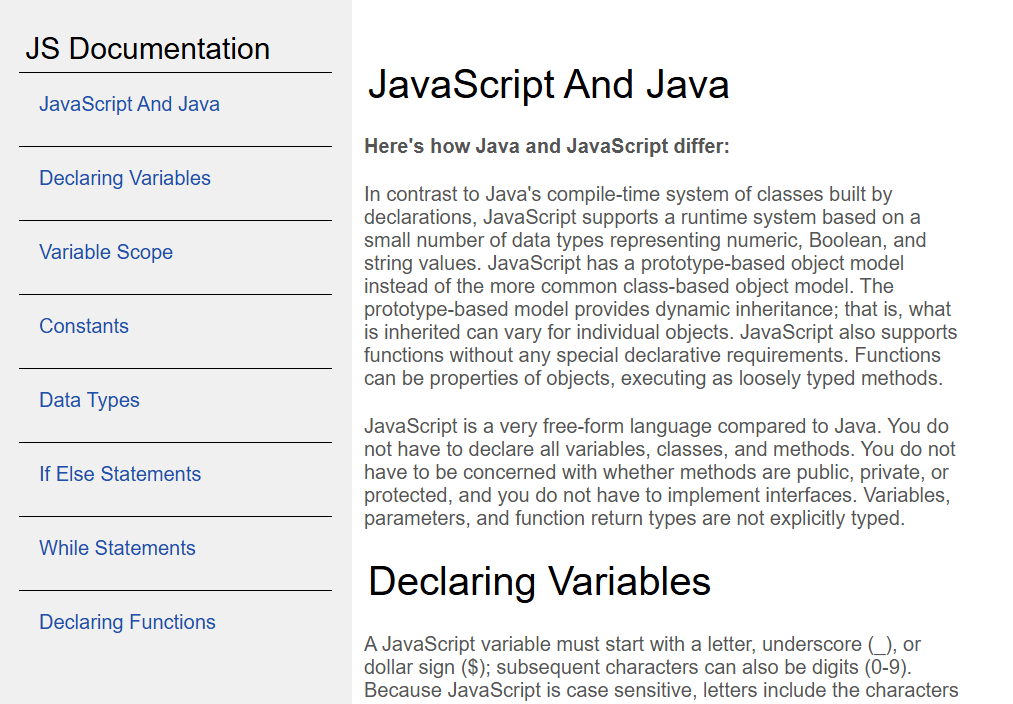 JS Documentation
JavaScript And Java
Declaring Variables
Variable Scope
Constants
Data Types
If Else Statements
While Statements
Declaring Functions
JavaScript And Java
Here's how Java and JavaScript differ:
In contrast to Java's compile-time system of classes built by
declarations, JavaScript supports a runtime system based on a
small number of data types representing numeric, Boolean, and
string values. JavaScript has a prototype-based object model
instead of the more common class-based object model. The
prototype-based model provides dynamic inheritance; that is, what
is inherited can vary for individual objects. JavaScript also supports
functions without any special declarative requirements. Functions
can be properties of objects, executing as loosely typed methods.
JavaScript is a very free-form language compared to Java. You do
not have to declare all variables, classes, and methods. You do not
have to be concerned with whether methods are public, private, or
protected, and you do not have to implement interfaces. Variables,
parameters, and function return types are not explicitly typed.
Declaring Variables
A JavaScript variable must start with a letter, underscore (_), or
dollar sign ($); subsequent characters can also be digits (0-9).
Because JavaScript is case sensitive, letters include the characters